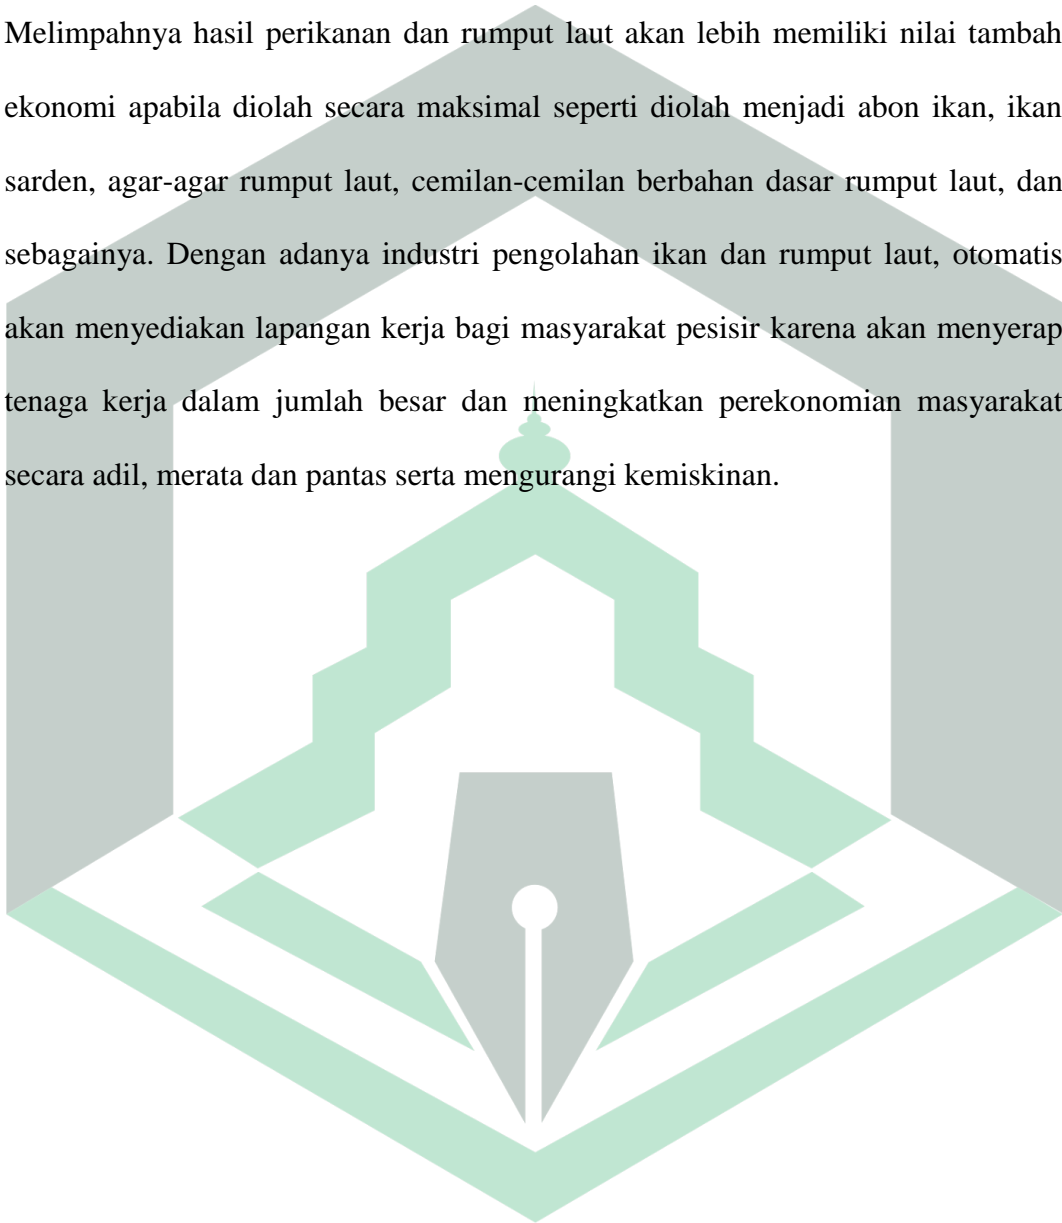 Melimpahnya hasil perikanan dan rumput laut akan lebih memiliki nilai tambah
ekonomi apabila diolah secara maksimal seperti diolah menjadi abon ikan, ikan
sarden, agar-agar rumput laut, cemilan-cemilan berbahan dasar rumput laut, dan
sebagainya. Dengan adanya industri pengolahan ikan dan rumput laut, otomatis
akan menyediakan lapangan kerja bagi masyarakat pesisir karena akan menyerap
tenaga kerja dalam jumlah besar dan meningkatkan perekonomian masyarakat
secara adil, merata dan pantas serta mengurangi kemiskinan.